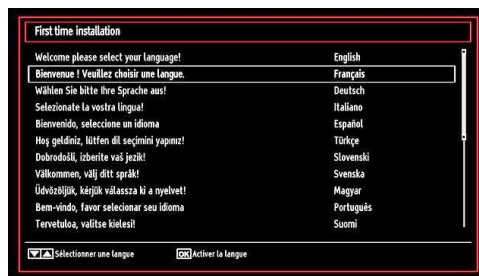 First time installation
Welcome please select your language! English
Bienvenue ! Veuillez choisir une langue. Français
Wählen Sie bitte Ihre Sprache aus! Deutsch
Selezionate la vostra lingua! Italiano
Bienvenido, seleccione un idioma Español
Hoş geldiniz, lütfen dil seçimini yapınız! Türkçe
Dobrodošli, izberite vaš jezik! Slovenski
Välkommen, välj ditt språk! Svenska
Üdvözöljük, kérjük válassza ki a nyelvet! Magyar
Bem-vindo, favor selecionar seu idioma Português
Tervetuloa, valitse kielesi! Suomi
Sélectionner une langue OK Activer la langue